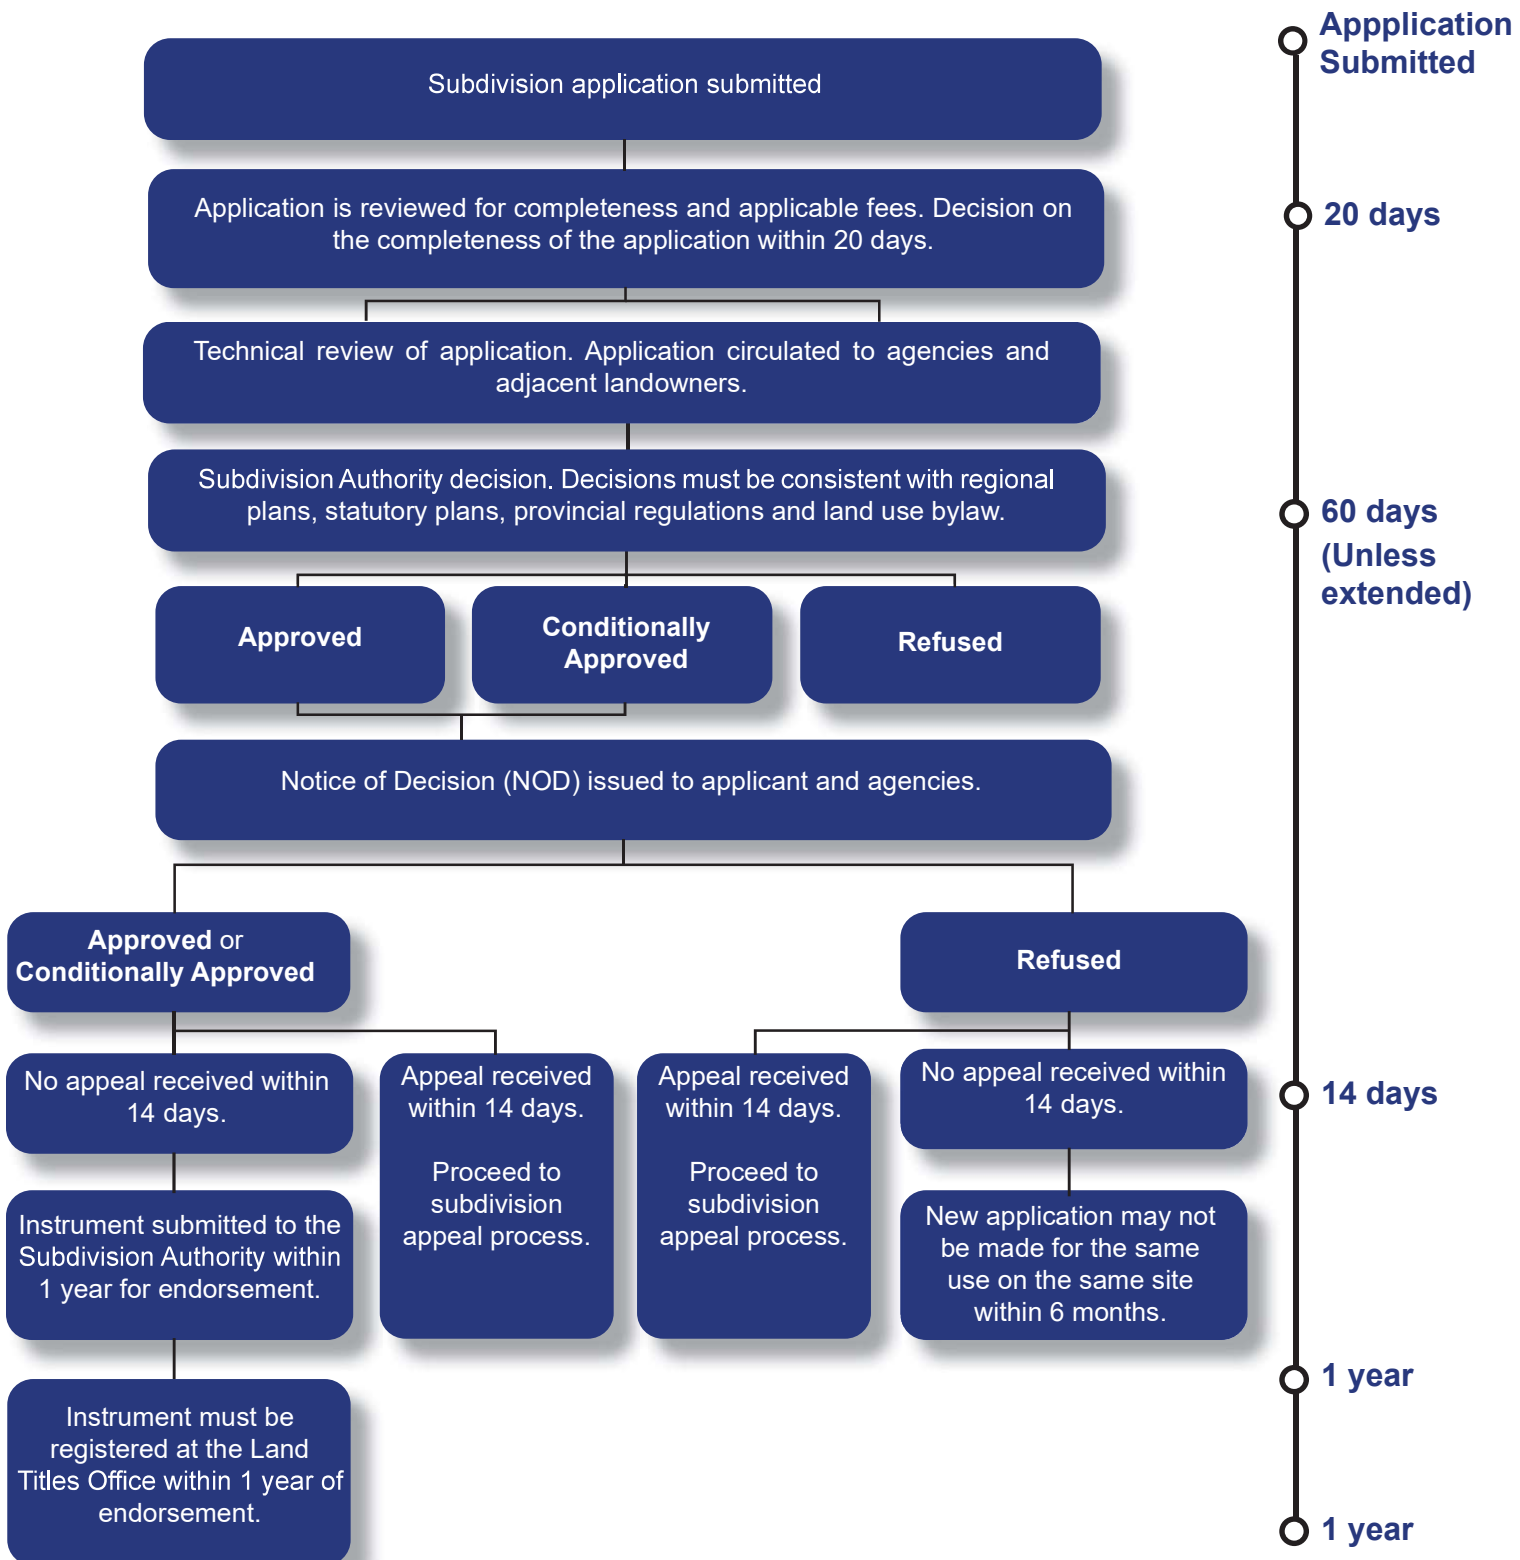 Appplication
Submitted
Subdivision application submitted
Application is reviewed for completeness and applicable fees. Decision on
the completeness of the application within 20 days.
20 days
Technical review of application. Application circulated to agencies and
adjacent landowners.
Subdivision Authority decision. Decisions must be consistent with regional
plans, statutory plans, provincial regulations and land use bylaw.
60 days
(Unless
extended)
Approved
Conditionally
Approved
Refused
Notice of Decision (NOD) issued to applicant and agencies.
Approved or
Conditionally Approved
Refused
No appeal received within
14 days.
Appeal received
within 14 days.
Proceed to
subdivision
appeal process.
Appeal received
within 14 days.
Proceed to
subdivision
appeal process.
No appeal received within
14 days.
14 days
Instrument submitted to the
Subdivision Authority within
1 year for endorsement.
New application may not
be made for the same
use on the same site
within 6 months.
1 year
Instrument must be
registered at the Land
Titles Office within 1 year of
endorsement.
1 year